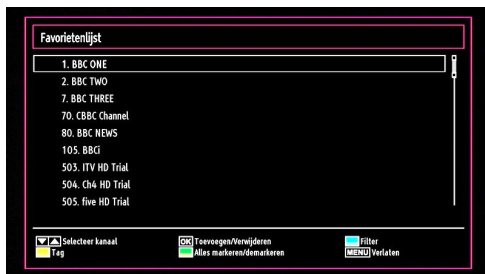 Favorietenlijst
1. BBC ONE
2. BBC TWO
7. BBC THREE
70. CBBC Channel
80. BBC NEWS
105. BBCi
503. ITV HD Trial
504. Ch4 HD Trial
505. five HD Trial
Selecteer kanaal OK Toevoegen/Verwijderen Filter
Tag Alles markeren/demarkeren MENU Verlaten